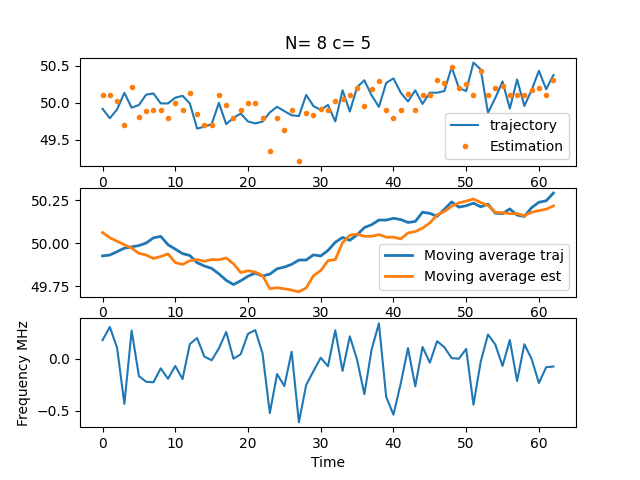 N= 8 c= 5
50.5
50.0
49.5
trajectory
Estimation
0 10 20 30 40 50 60
50.25
50.00
49.75
Moving average traj
Moving average est
0 10 20 30 40 50 60
Frequency MHz
0.0
−0.5
0 10 20 30 40 50 60
Time